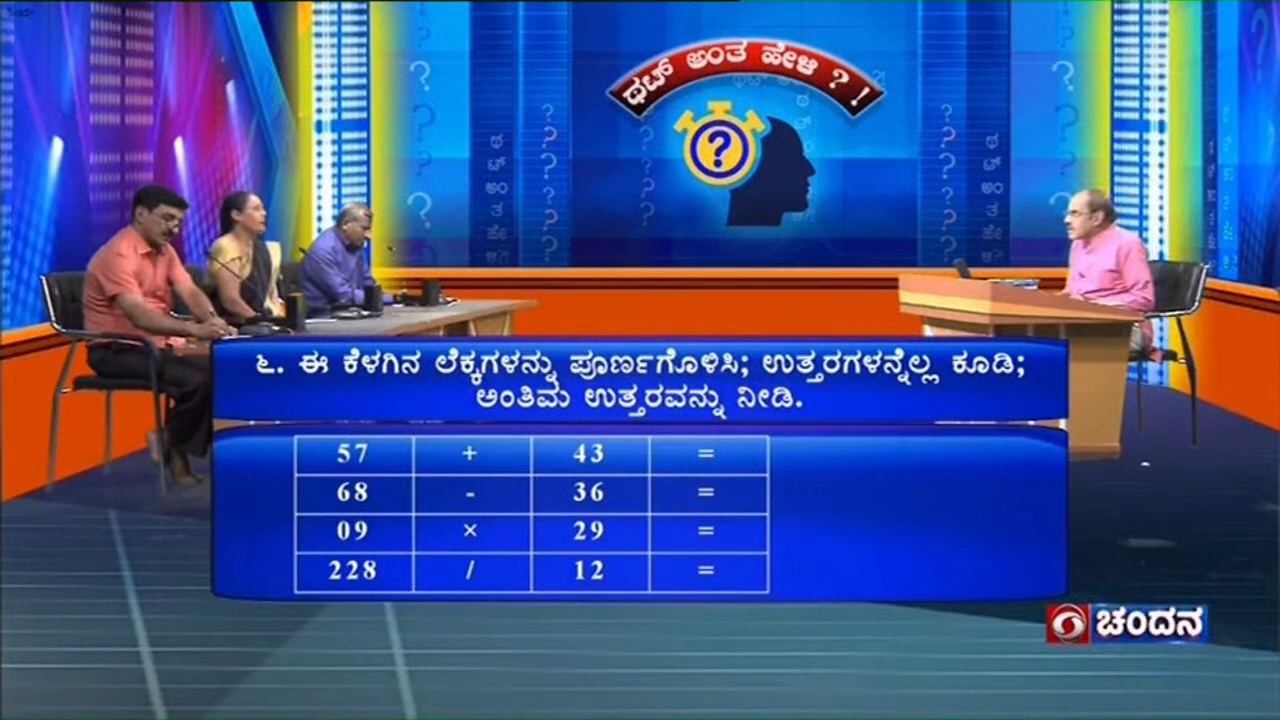 ಥಟ್ ಅಂತ ಹೇಳಿ ? !
೬. ಈ ಕೆಳಗಿನ ಲೆಕ್ಕಗಳನ್ನು ಪೂರ್ಣಗೊಳಿಸಿ; ಉತ್ತರಗಳನ್ನೆಲ್ಲ ಕೂಡಿ;
ಅಂತಿಮ ಉತ್ತರವನ್ನು ನೀಡಿ.
57 + 43 =
68 - 36 =
09 × 29 =
228 / 12 =
ಚಂದನ